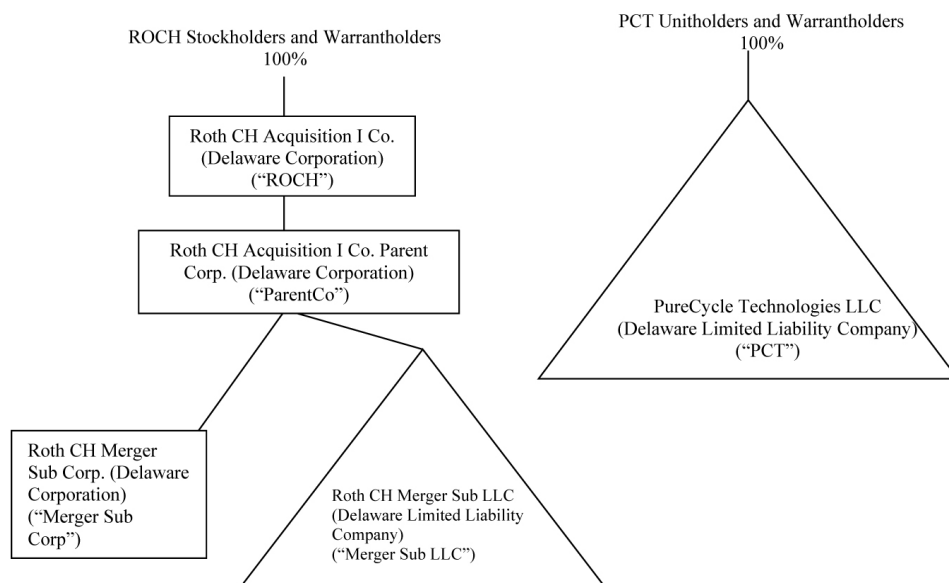 ROCH Stockholders and Warrantholders
100%
Roth CH Acquisition I Co.
(Delaware Corporation)
(“ROCH”)
Roth CH Acquisition I Co. Parent
Corp. (Delaware Corporation)
(“ParentCo”)
Roth CH Merger
Sub Corp. (Delaware
Corporation)
(“Merger Sub
Corp”)
Roth CH Merger Sub LLC
(Delaware Limited Liability
Company)
(“Merger Sub LLC”)
PCT Unitholders and Warrantholders
100%
PureCycle Technologies LLC
(Delaware Limited Liability Company)
(“PCT”)